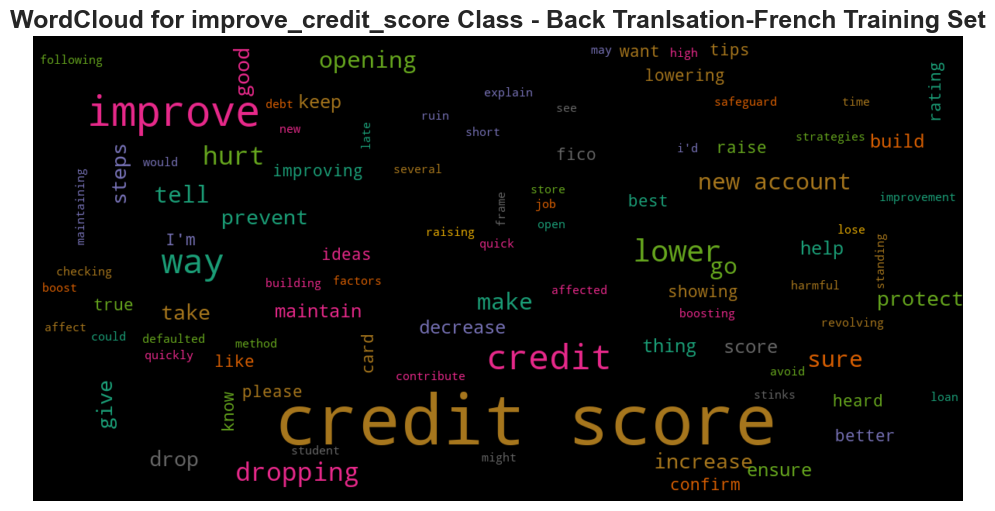 WordCloud for improve_credit_score Class - Back Tranlsation-French Training Set
following
good
opening
may
want
high
tips
lowering
rating
improve
debt
keep
explain
see
safeguard
time
new
ruin
short
late
strategies
build
steps
would
hurt
improving
several
fico
i'd
raise
maintaining
tell
prevent
frame
store
job
open
best
new account
improvement
I'm
way
ideas
raising
quick
lower
go
help
lose
standing
checking
boost
building
factors
affected
showing
harmful
protect
true
take
maintain
make
boosting
affect
could
defaulted
method
decrease
revolving
quickly
like
card
credit
thing
score
sure
give
know
please
contribute
avoid
stinks
heard
loan
credit score
better
drop
student
might
dropping
increase
ensure
confirm